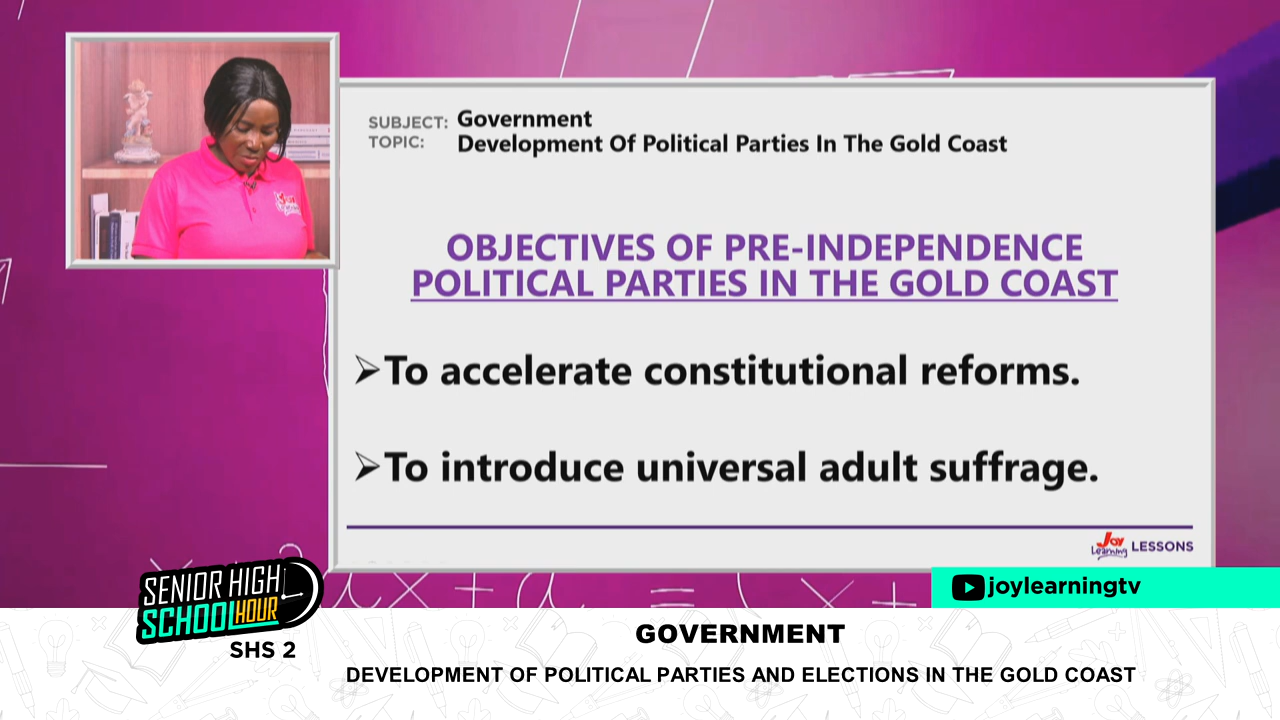 SUBJECT: Government
TOPIC: Development Of Political Parties In The Gold Coast
OBJECTIVES OF PRE-INDEPENDENCE
POLITICAL PARTIES IN THE GOLD COAST
➢To accelerate constitutional reforms.
➢To introduce universal adult suffrage.
Joy Learning LESSONS
joylearningtv
SENIOR HIGH
SCHOOL HOUR
SHS 2
GOVERNMENT
DEVELOPMENT OF POLITICAL PARTIES AND ELECTIONS IN THE GOLD COAST